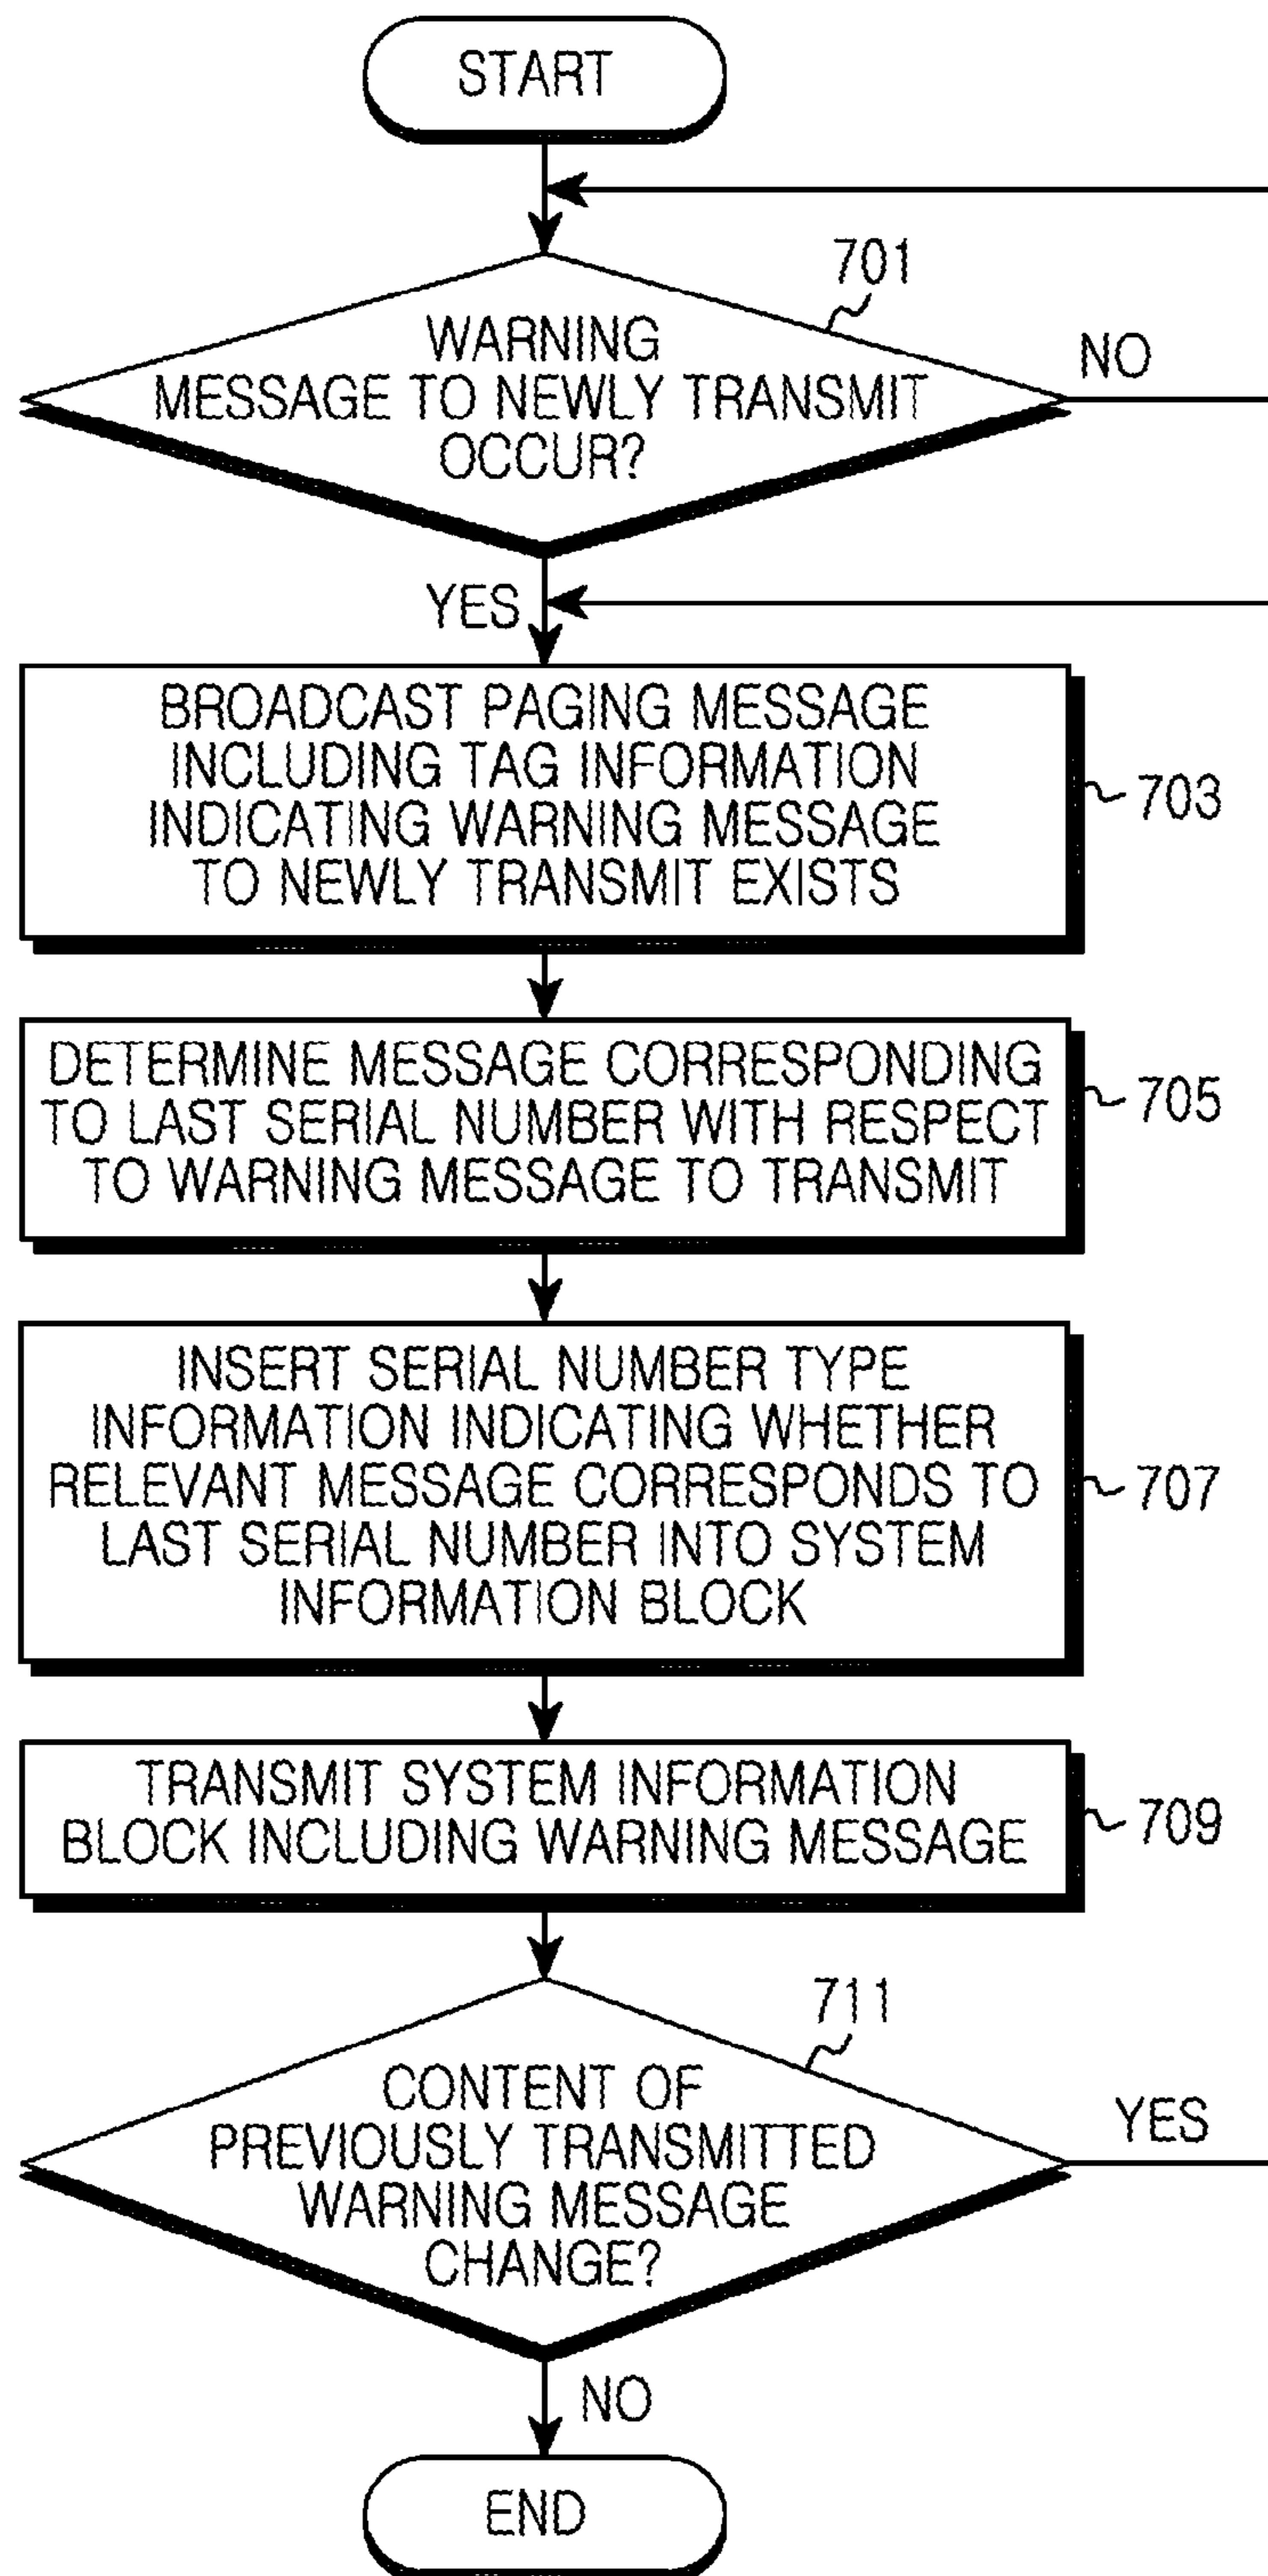 START
701
WARNING
MESSAGE TO NEWLY TRANSMIT
OCCUR?
NO
YES
BROADCAST PAGING MESSAGE
INCLUDING TAG INFORMATION
INDICATING WARNING MESSAGE
TO NEWLY TRANSMIT EXISTS
703
DETERMINE MESSAGE CORRESPONDING
TO LAST SERIAL NUMBER WITH RESPECT
TO WARNING MESSAGE TO TRANSMIT
705
INSERT SERIAL NUMBER TYPE
INFORMATION INDICATING WHETHER
RELEVANT MESSAGE CORRESPONDS TO
LAST SERIAL NUMBER INTO SYSTEM
INFORMATION BLOCK
707
TRANSMIT SYSTEM INFORMATION
BLOCK INCLUDING WARNING MESSAGE
709
711
CONTENT OF
PREVIOUSLY TRANSMITTED
WARNING MESSAGE
CHANGE?
YES
NO
END